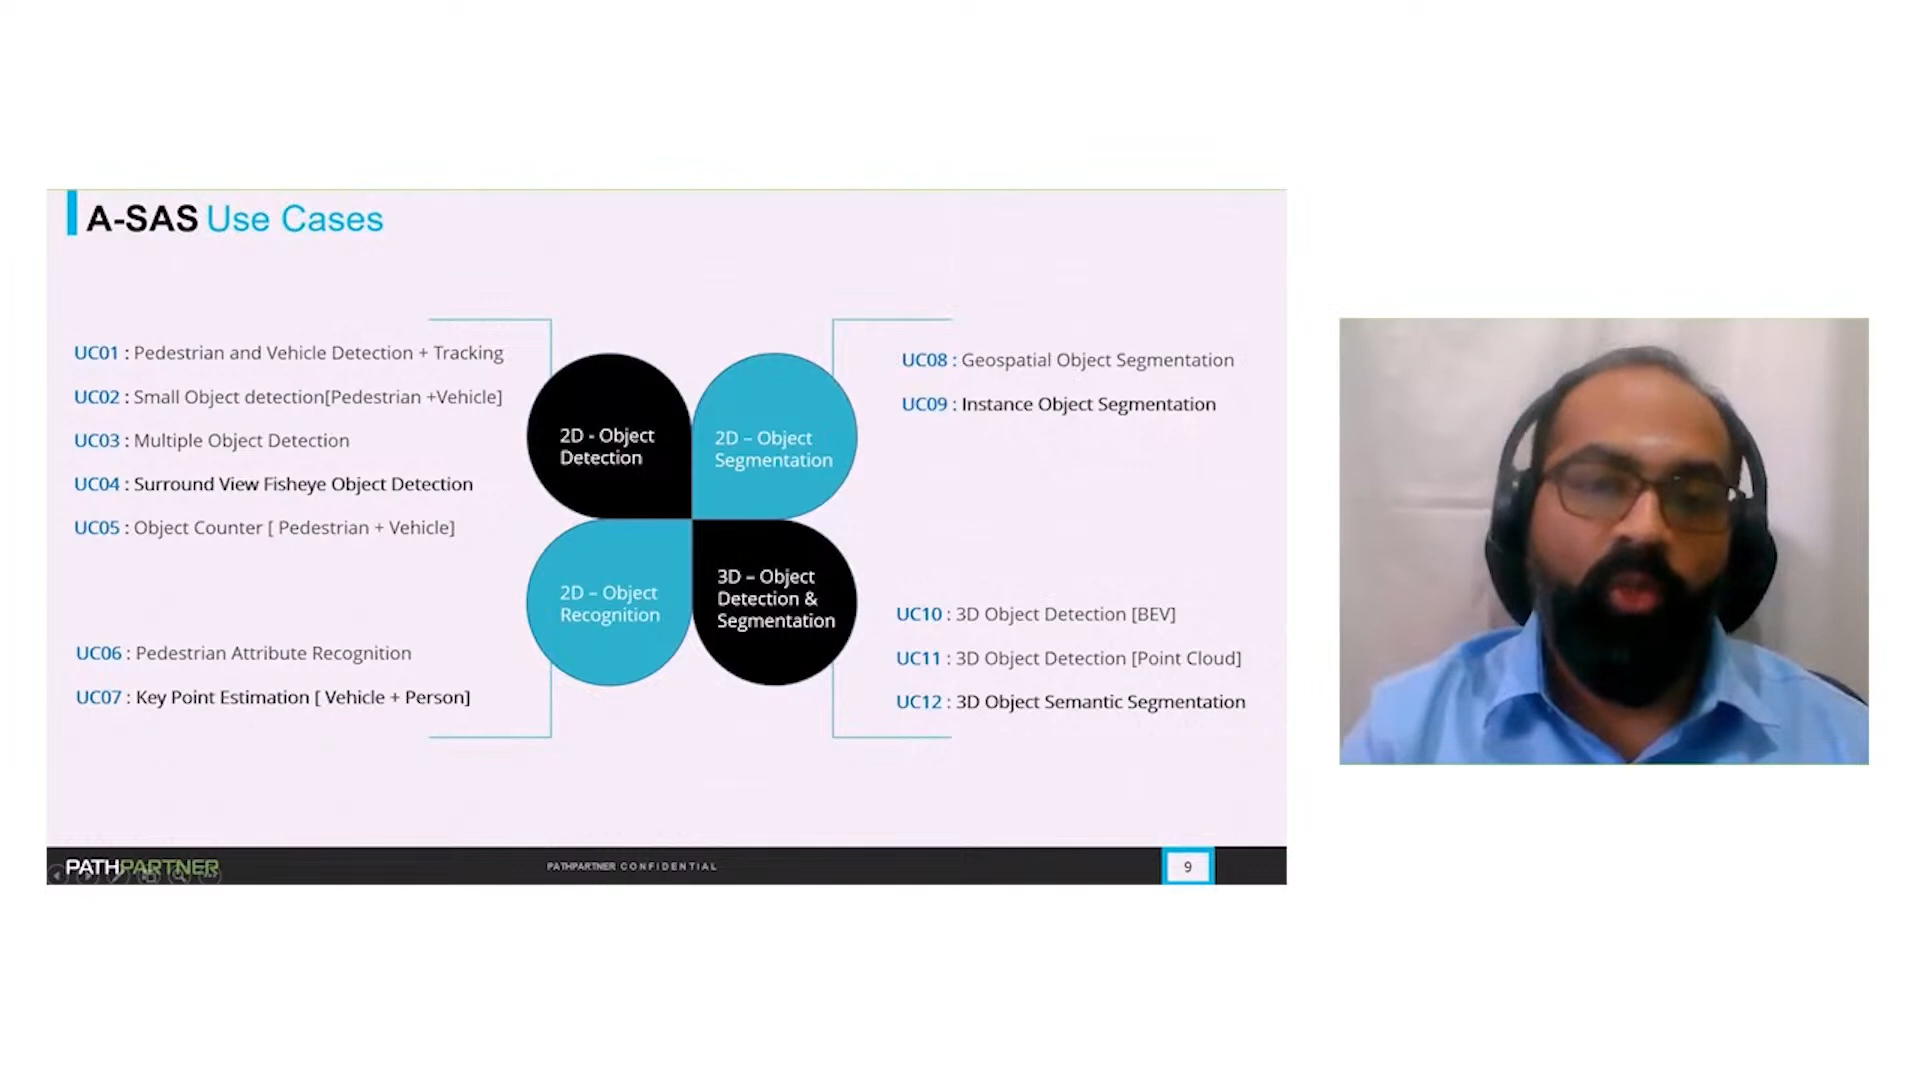 A-SAS Use Cases
UC01 : Pedestrian and Vehicle Detection + Tracking
UC02 : Small Object detection[Pedestrian +Vehicle]
UC03 : Multiple Object Detection
UC04 : Surround View Fisheye Object Detection
UC05 : Object Counter [ Pedestrian + Vehicle]
UC06 : Pedestrian Attribute Recognition
UC07 : Key Point Estimation [ Vehicle + Person]
2D - Object
Detection
2D – Object
Segmentation
2D – Object
Recognition
3D – Object
Detection &
Segmentation
UC08 : Geospatial Object Segmentation
UC09 : Instance Object Segmentation
UC10 : 3D Object Detection [BEV]
UC11 : 3D Object Detection [Point Cloud]
UC12 : 3D Object Semantic Segmentation
PATHPARTNER
PATHPARTNER CONFIDENTIAL
9